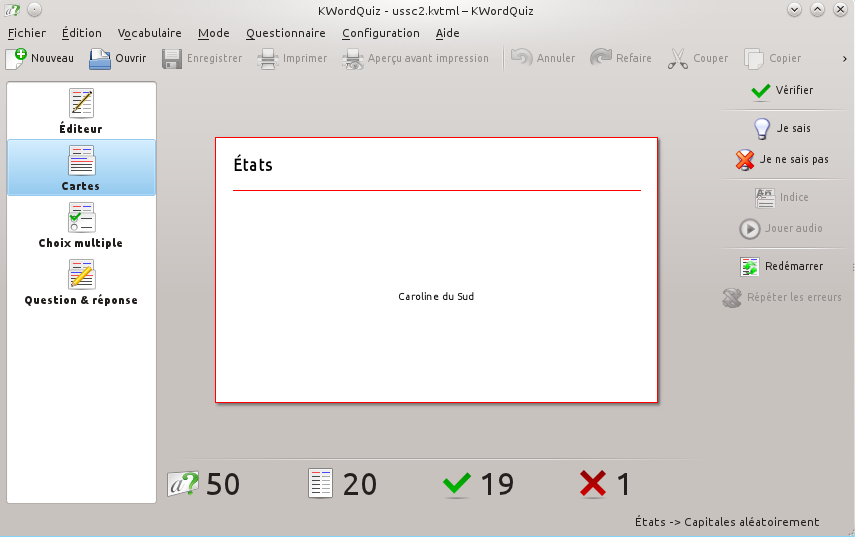 KWordQuiz - ussc2.kvtml – KWordQuiz
Fichier Édition Vocabulaire Mode Questionnaire Configuration Aide
Nouveau Ouvrir Enregistrer Imprimer Aperçu avant impression Annuler Refaire Couper Copier
Éditeur
Cartes
Choix multiple
Question & réponse
États
Caroline du Sud
Vérifier
Je sais
Je ne sais pas
Indice
Jouer audio
Redémarrer
Répéter les erreurs
50 20 19 1
États -> Capitales aléatoirement